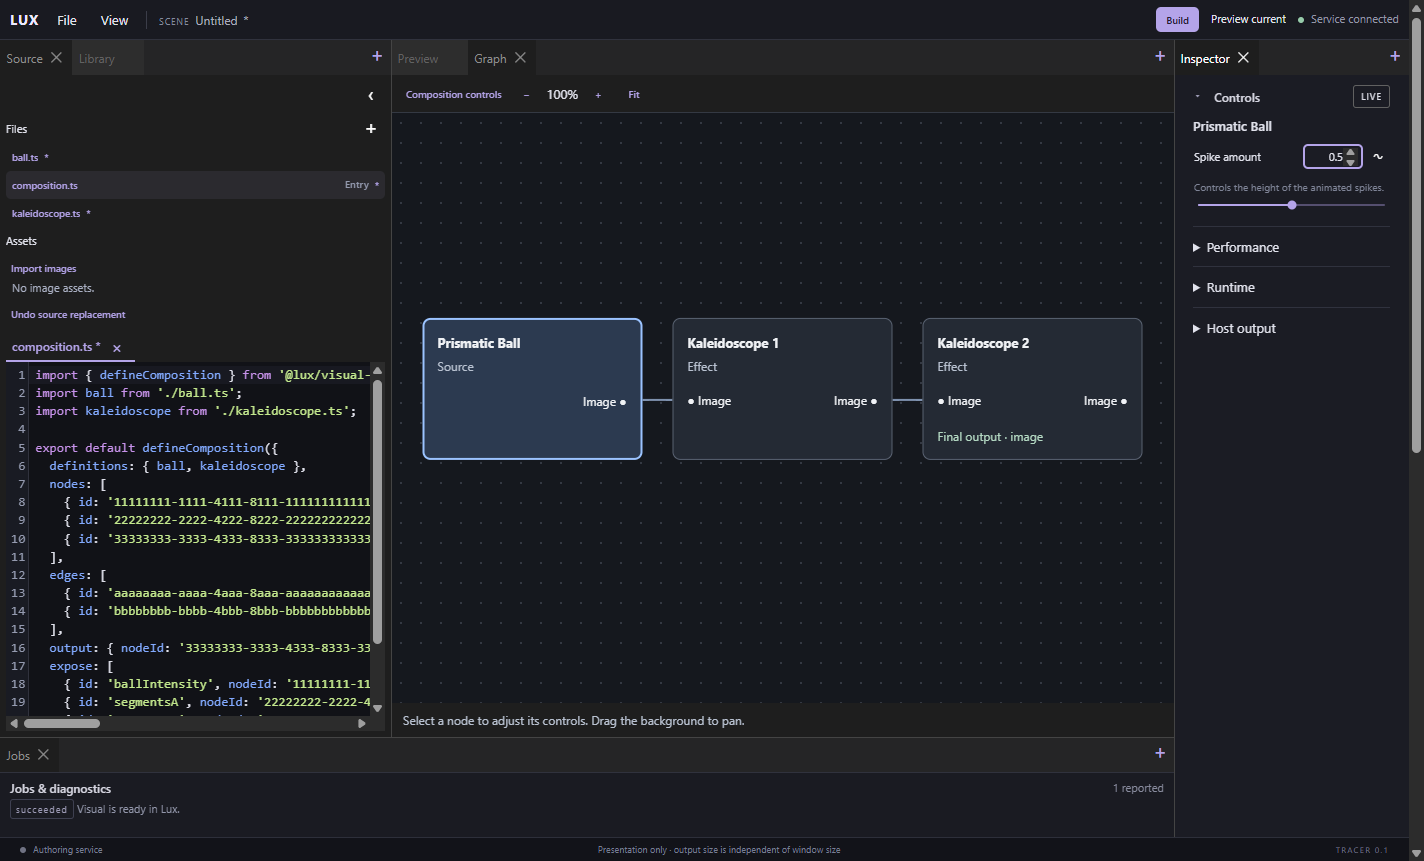 LUX File View SCENE Untitled * Build Preview current Service connected
Source Library + Preview Graph + Inspector +
Composition controls − 100% + Fit
Files +
ball.ts *
composition.ts Entry *
kaleidoscope.ts *
Assets
Import images
No image assets.
Undo source replacement
composition.ts *
1 import { defineComposition } from '@lux/visual-
2 import ball from './ball.ts';
3 import kaleidoscope from './kaleidoscope.ts';
4
5 export default defineComposition({
6 definitions: { ball, kaleidoscope },
7 nodes: [
8 { id: '11111111-1111-4111-8111-111111111111
9 { id: '22222222-2222-4222-8222-222222222222
10 { id: '33333333-3333-4333-8333-333333333333
11 ],
12 edges: [
13 { id: 'aaaaaaaa-aaaa-4aaa-8aaa-aaaaaaaaaaaa
14 { id: 'bbbbbbbb-bbbb-4bbb-8bbb-bbbbbbbbbbbb
15 ],
16 output: { nodeId: '33333333-3333-4333-8333-33
17 expose: [
18 { id: 'ballIntensity', nodeId: '11111111-11
19 { id: 'segmentsA', nodeId: '22222222-2222-4
Prismatic Ball
Source
Image
Kaleidoscope 1
Effect
Image Image
Kaleidoscope 2
Effect
Image Image
Final output · image
Select a node to adjust its controls. Drag the background to pan.
Controls LIVE
Prismatic Ball
Spike amount 0.5
Controls the height of the animated spikes.
Performance
Runtime
Host output
Jobs +
Jobs & diagnostics 1 reported
succeeded Visual is ready in Lux.
Authoring service Presentation only · output size is independent of window size TRACER 0.1